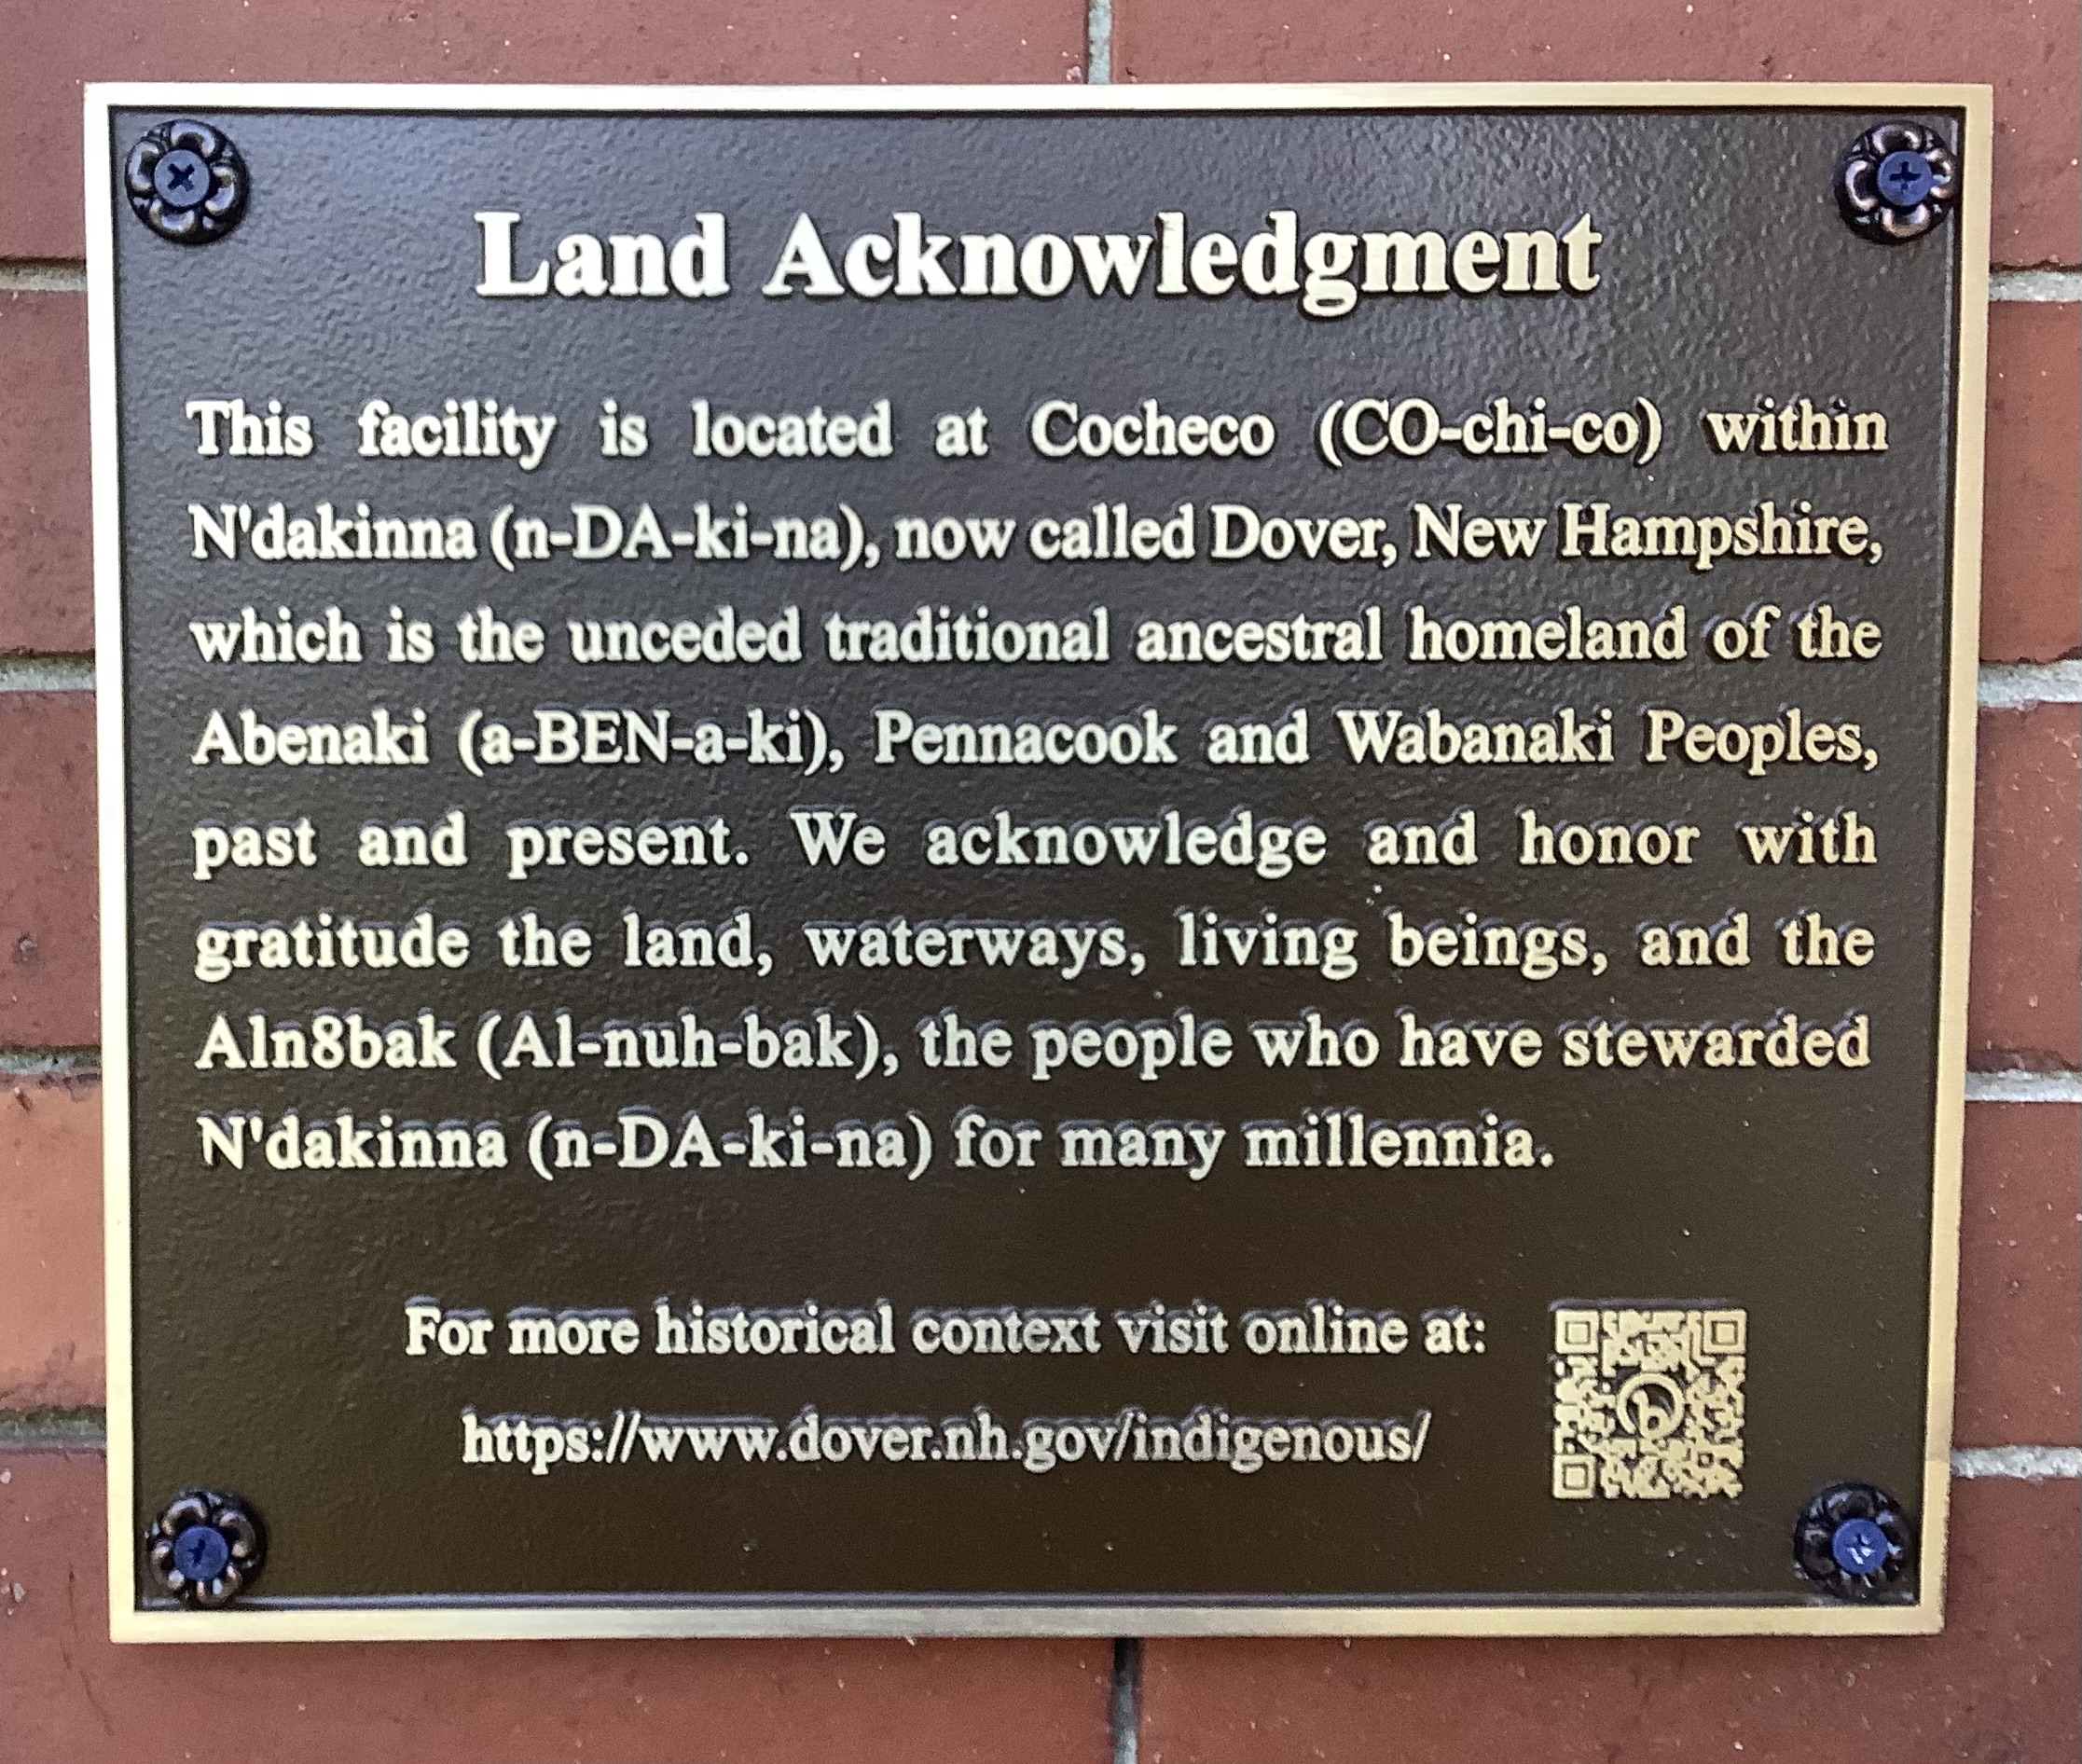 Land Acknowledgment
This facility is located at Cocheco (CO-chi-co) within
N'dakinna (n-DA-ki-na), now called Dover, New Hampshire,
which is the unceded traditional ancestral homeland of the
Abenaki (a-BEN-a-ki), Pennacook and Wabanaki Peoples,
past and present. We acknowledge and honor with
gratitude the land, waterways, living beings, and the
Aln8bak (Al-nuh-bak), the people who have stewarded
N'dakinna (n-DA-ki-na) for many millennia.
For more historical context visit online at:
https://www.dover.nh.gov/indigenous/